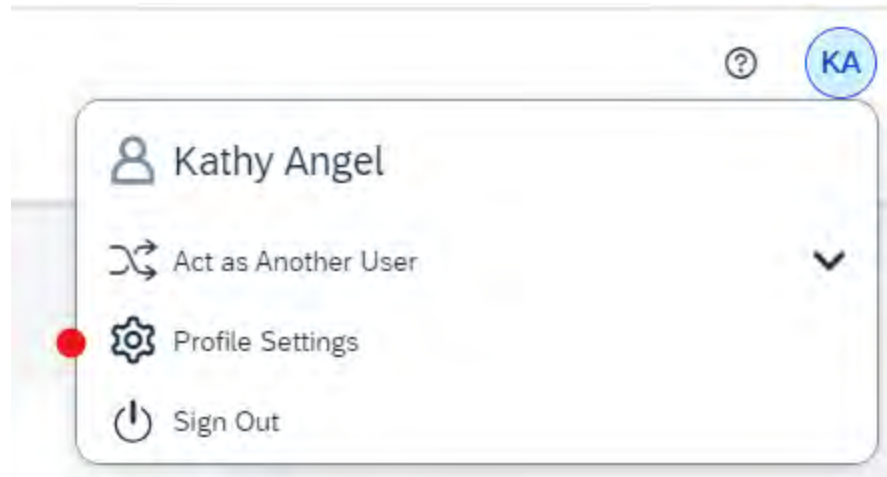 ?
KA
Kathy Angel
Act as Another User
Profile Settings
Sign Out